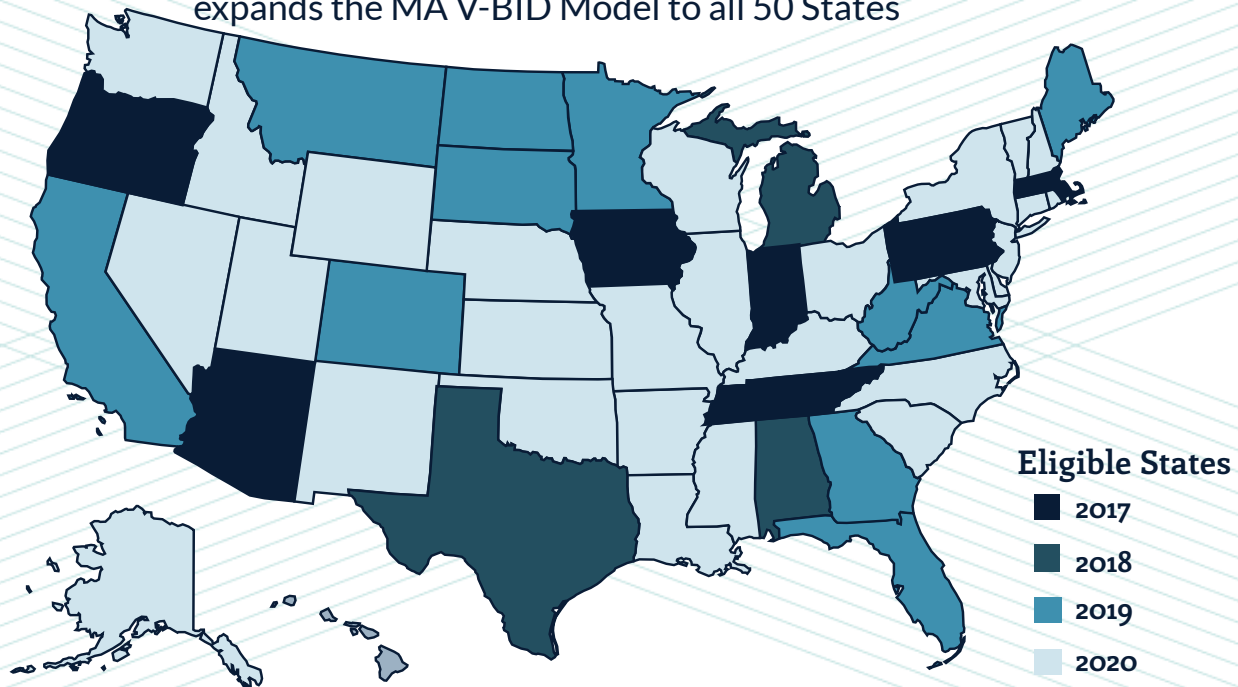 expands the MA V-BID Model to all 50 States
Eligible States
2017
2018
2019
2020